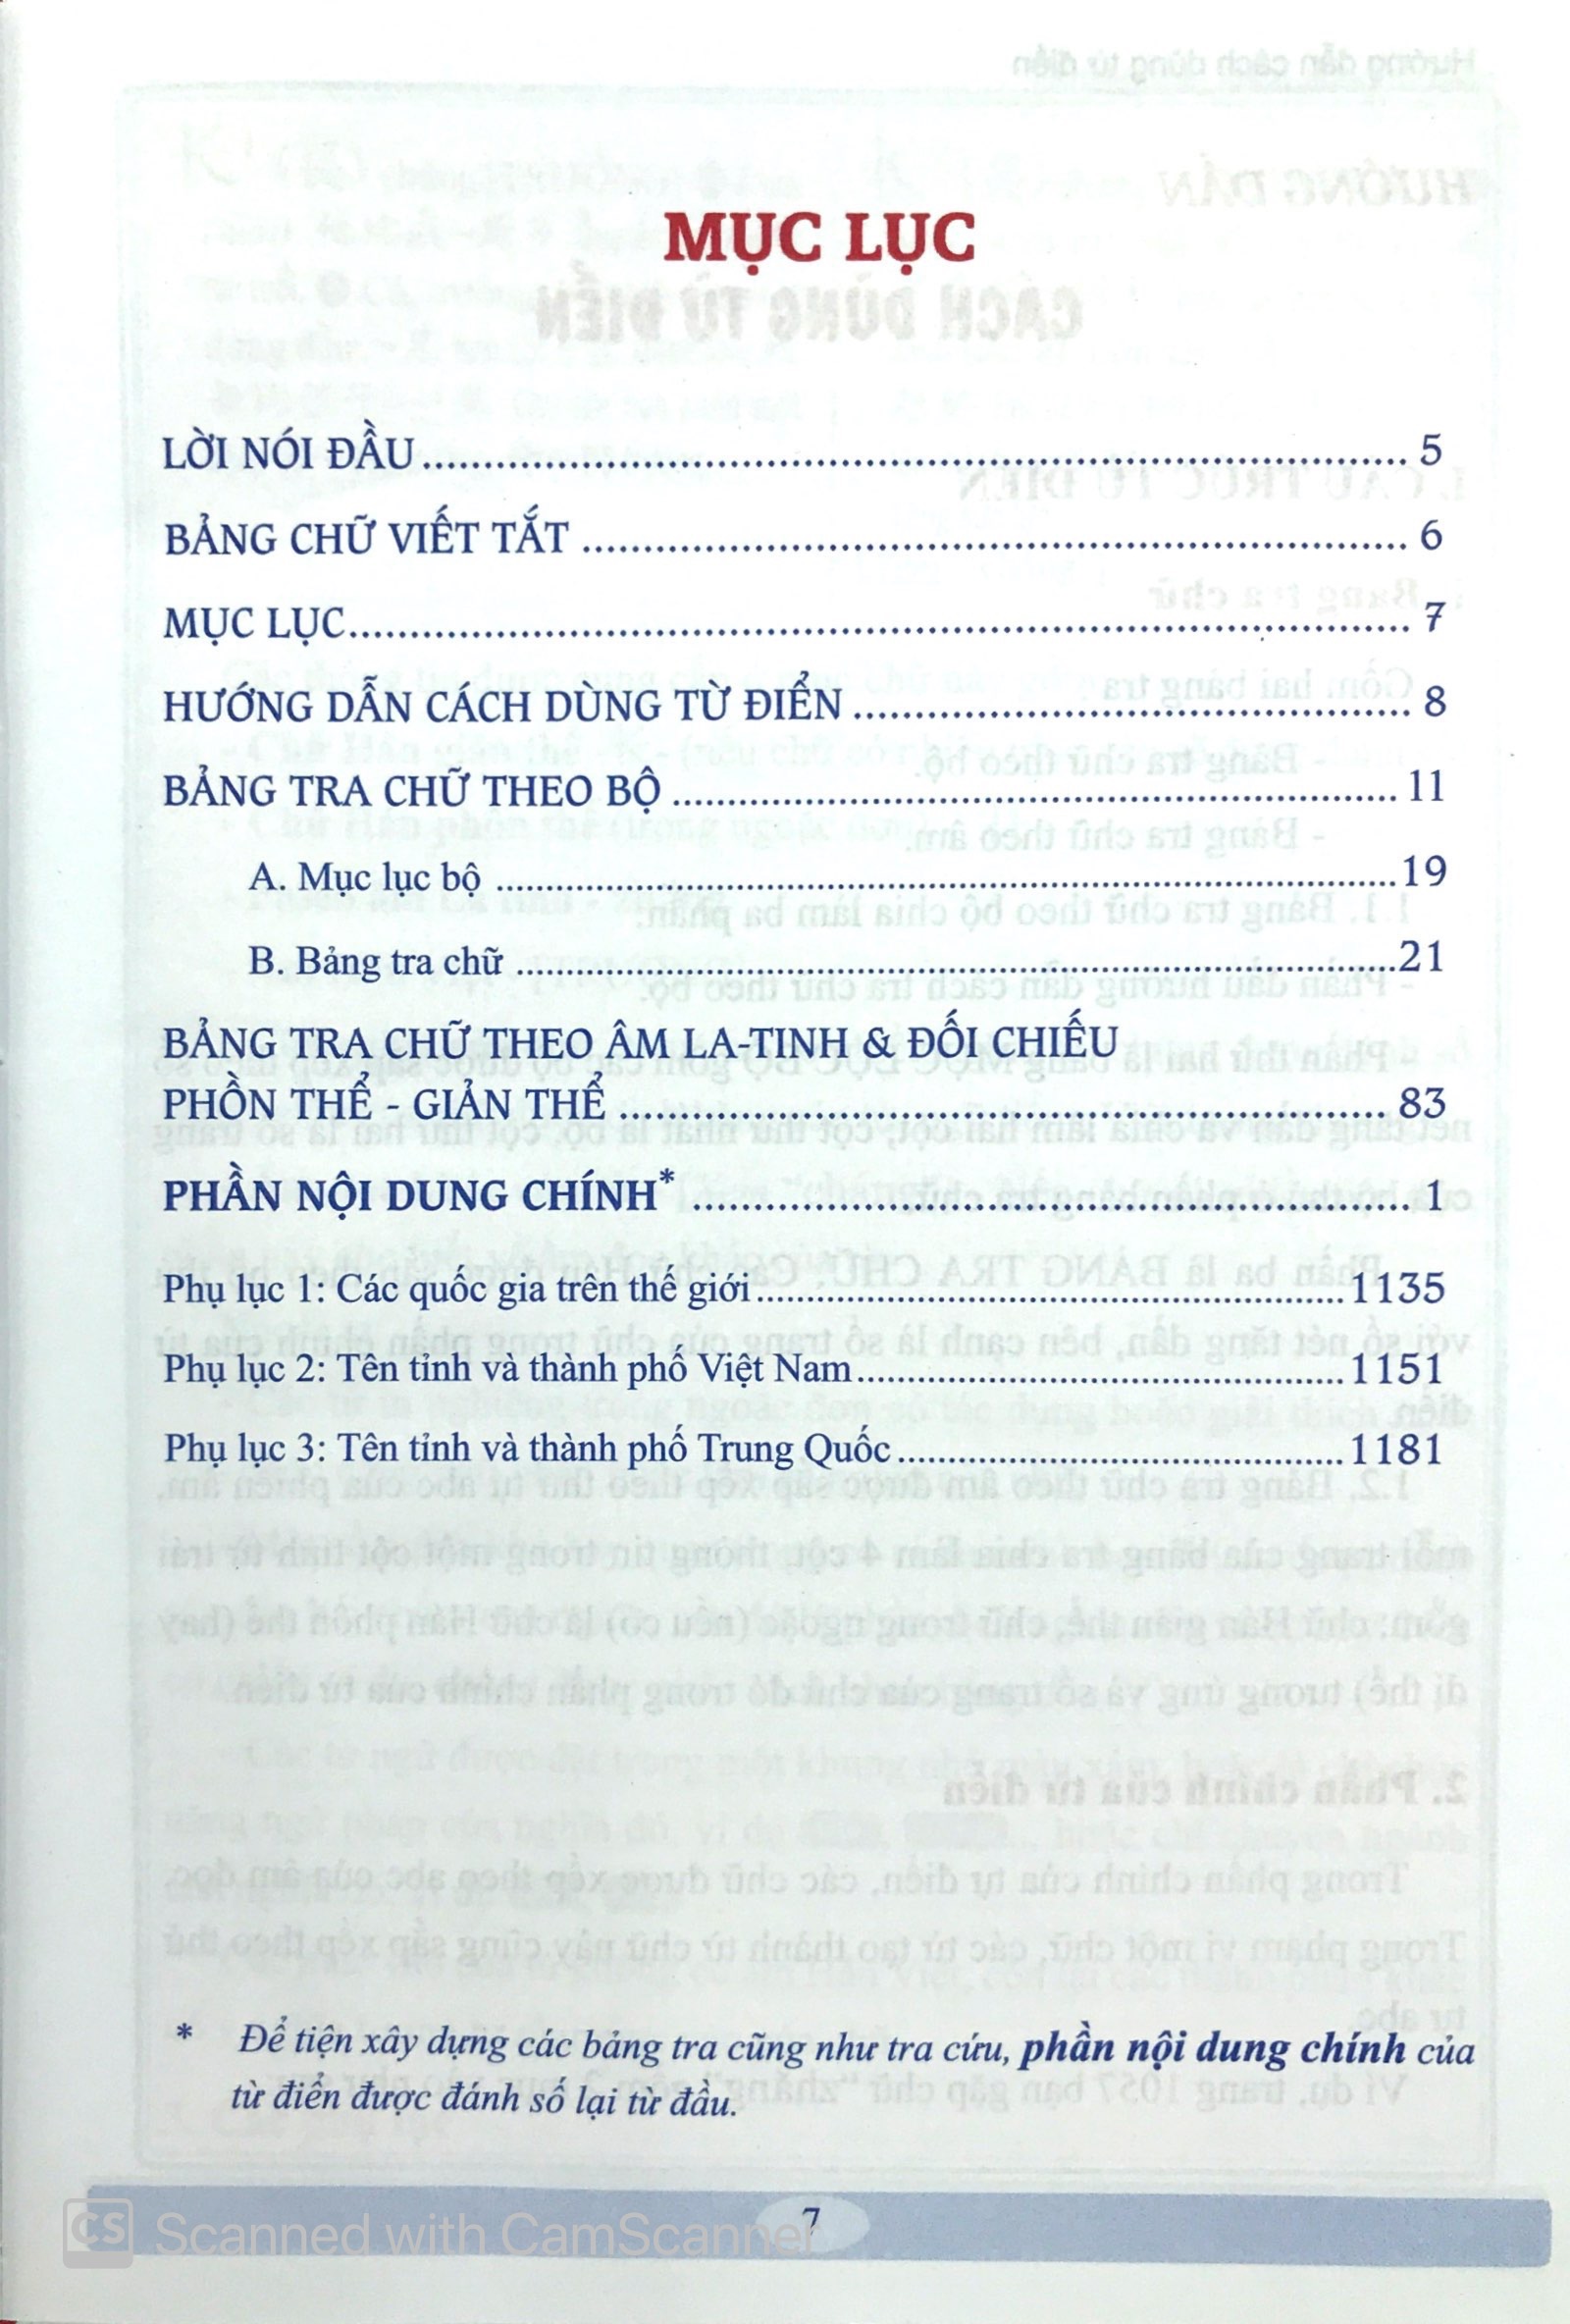 MỤC LỤC
LỜI NÓI ĐẦU........................................................................ 5
BẢNG CHỮ VIẾT TẮT ........................................................................ 6
MỤC LỤC........................................................................ 7
HƯỚNG DẪN CÁCH DÙNG TỪ ĐIỂN ........................................................................ 8
BẢNG TRA CHỮ THEO BỘ ........................................................................ 11
A. Mục lục bộ ........................................................................19
B. Bảng tra chữ ........................................................................21
BẢNG TRA CHỮ THEO ÂM LA-TINH & ĐỐI CHIẾU
PHỒN THỂ - GIẢN THỂ ........................................................................ 83
PHẦN NỘI DUNG CHÍNH* ........................................................................ 1
Phụ lục 1: Các quốc gia trên thế giới........................................................................1135
Phụ lục 2: Tên tỉnh và thành phố Việt Nam........................................................................1151
Phụ lục 3: Tên tỉnh và thành phố Trung Quốc........................................................................1181
* Để tiện xây dựng các bảng tra cũng như tra cứu, phần nội dung chính của
từ điển được đánh số lại từ đầu.
7
CS Scanned with CamScanner